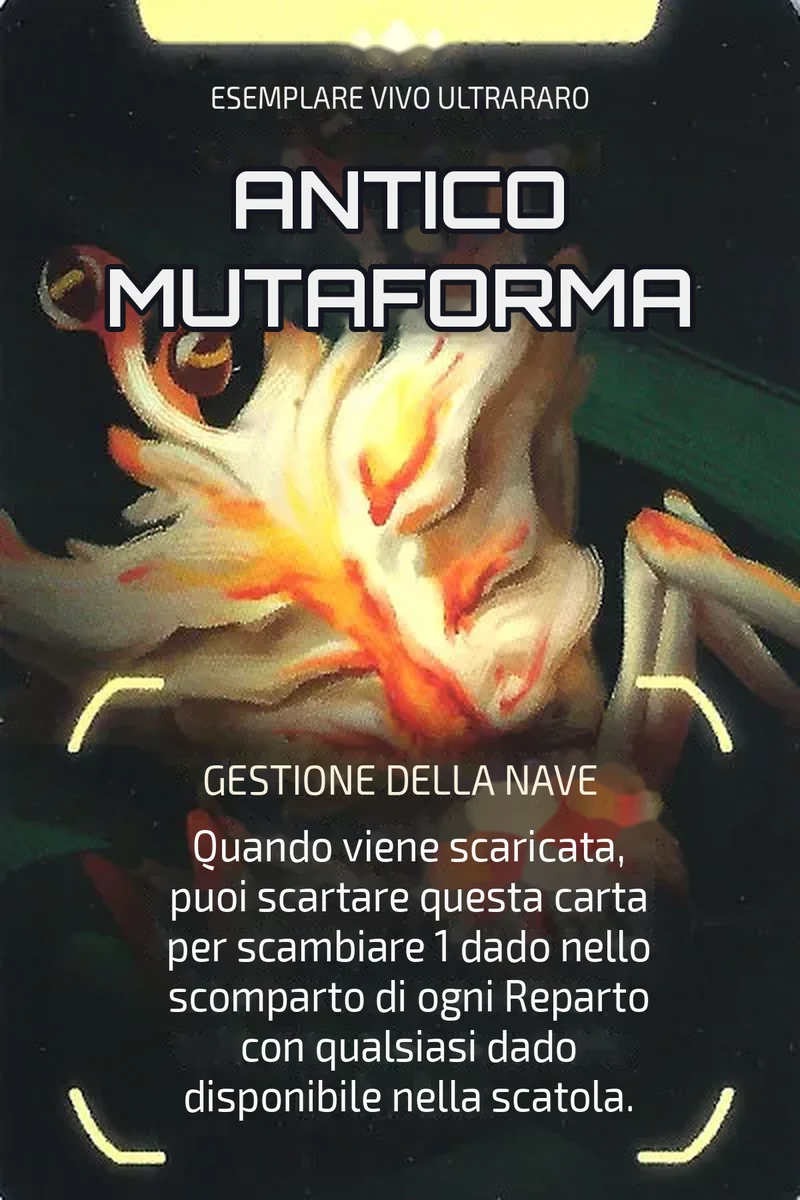 ESEMPLARE VIVO ULTRARARO
ANTICO
MUTAFORMA
GESTIONE DELLA NAVE
Quando viene scaricata,
puoi scartare questa carta
per scambiare 1 dado nello
scomparto di ogni Reparto
con qualsiasi dado
disponibile nella scatola.